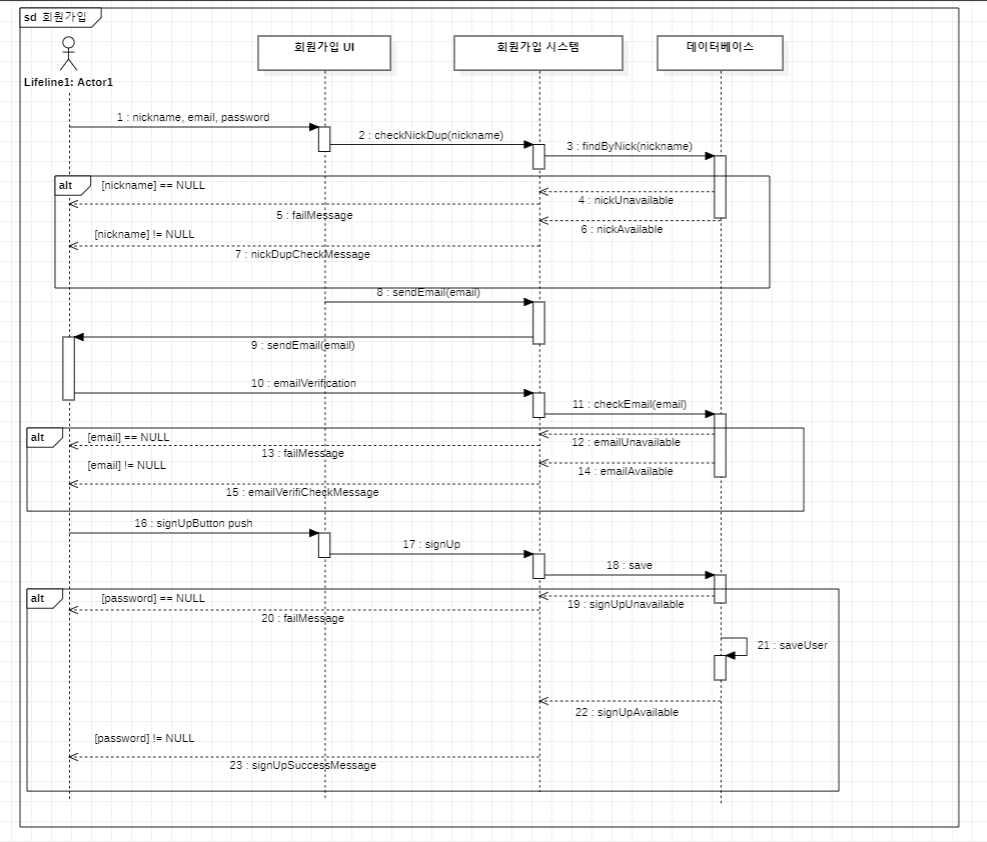 sd 회원가입
회원가입 UI
회원가입 시스템
데이터베이스
Lifeline1: Actor1
1 : nickname, email, password
2 : checkNickDup(nickname)
3 : findByNick(nickname)
alt
[nickname] == NULL
4 : nickUnavailable
5 : failMessage
6 : nickAvailable
[nickname] != NULL
7 : nickDupCheckMessage
8 : sendEmail(email)
9 : sendEmail(email)
10 : emailVerification
11 : checkEmail(email)
alt
[email] == NULL
12 : emailUnavailable
13 : failMessage
[email] != NULL
14 : emailAvailable
15 : emailVerifiCheckMessage
16 : signUpButton push
17 : signUp
18 : save
alt
[password] == NULL
19 : signUpUnavailable
20 : failMessage
21 : saveUser
22 : signUpAvailable
[password] != NULL
23 : signUpSuccessMessage